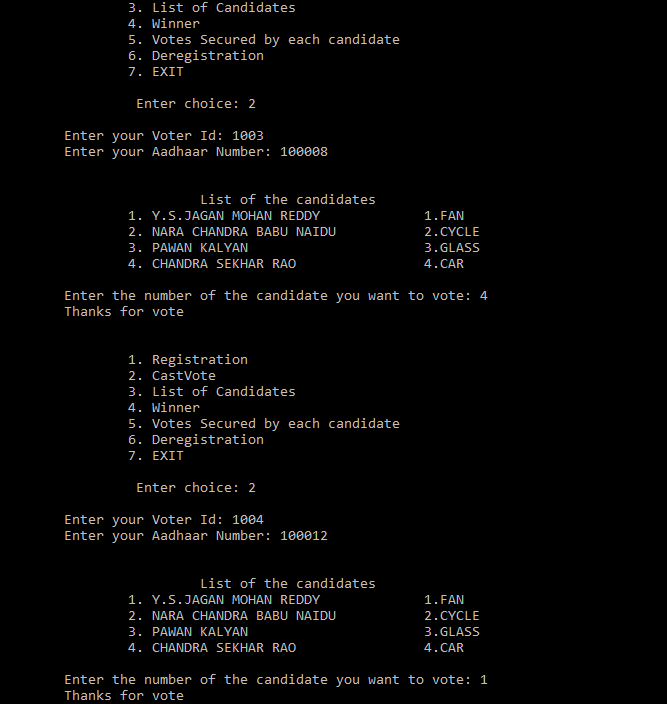 3. List of Candidates
4. Winner
5. Votes Secured by each candidate
6. Deregistration
7. EXIT
Enter choice: 2
Enter your Voter Id: 1003
Enter your Aadhaar Number: 100008
List of the candidates
1. Y.S.JAGAN MOHAN REDDY 1.FAN
2. NARA CHANDRA BABU NAIDU 2.CYCLE
3. PAWAN KALYAN 3.GLASS
4. CHANDRA SEKHAR RAO 4.CAR
Enter the number of the candidate you want to vote: 4
Thanks for vote
1. Registration
2. CastVote
3. List of Candidates
4. Winner
5. Votes Secured by each candidate
6. Deregistration
7. EXIT
Enter choice: 2
Enter your Voter Id: 1004
Enter your Aadhaar Number: 100012
List of the candidates
1. Y.S.JAGAN MOHAN REDDY 1.FAN
2. NARA CHANDRA BABU NAIDU 2.CYCLE
3. PAWAN KALYAN 3.GLASS
4. CHANDRA SEKHAR RAO 4.CAR
Enter the number of the candidate you want to vote: 1
Thanks for vote